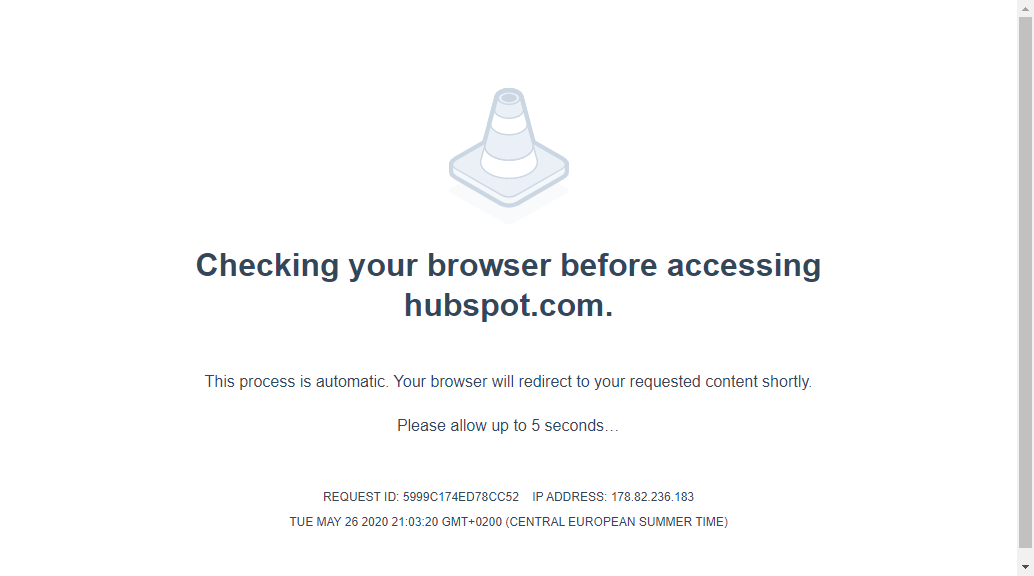 Checking your browser before accessing
hubspot.com.
This process is automatic. Your browser will redirect to your requested content shortly.
Please allow up to 5 seconds…
REQUEST ID: 5999C174ED78CC52 IP ADDRESS: 178.82.236.183
TUE MAY 26 2020 21:03:20 GMT+0200 (CENTRAL EUROPEAN SUMMER TIME)